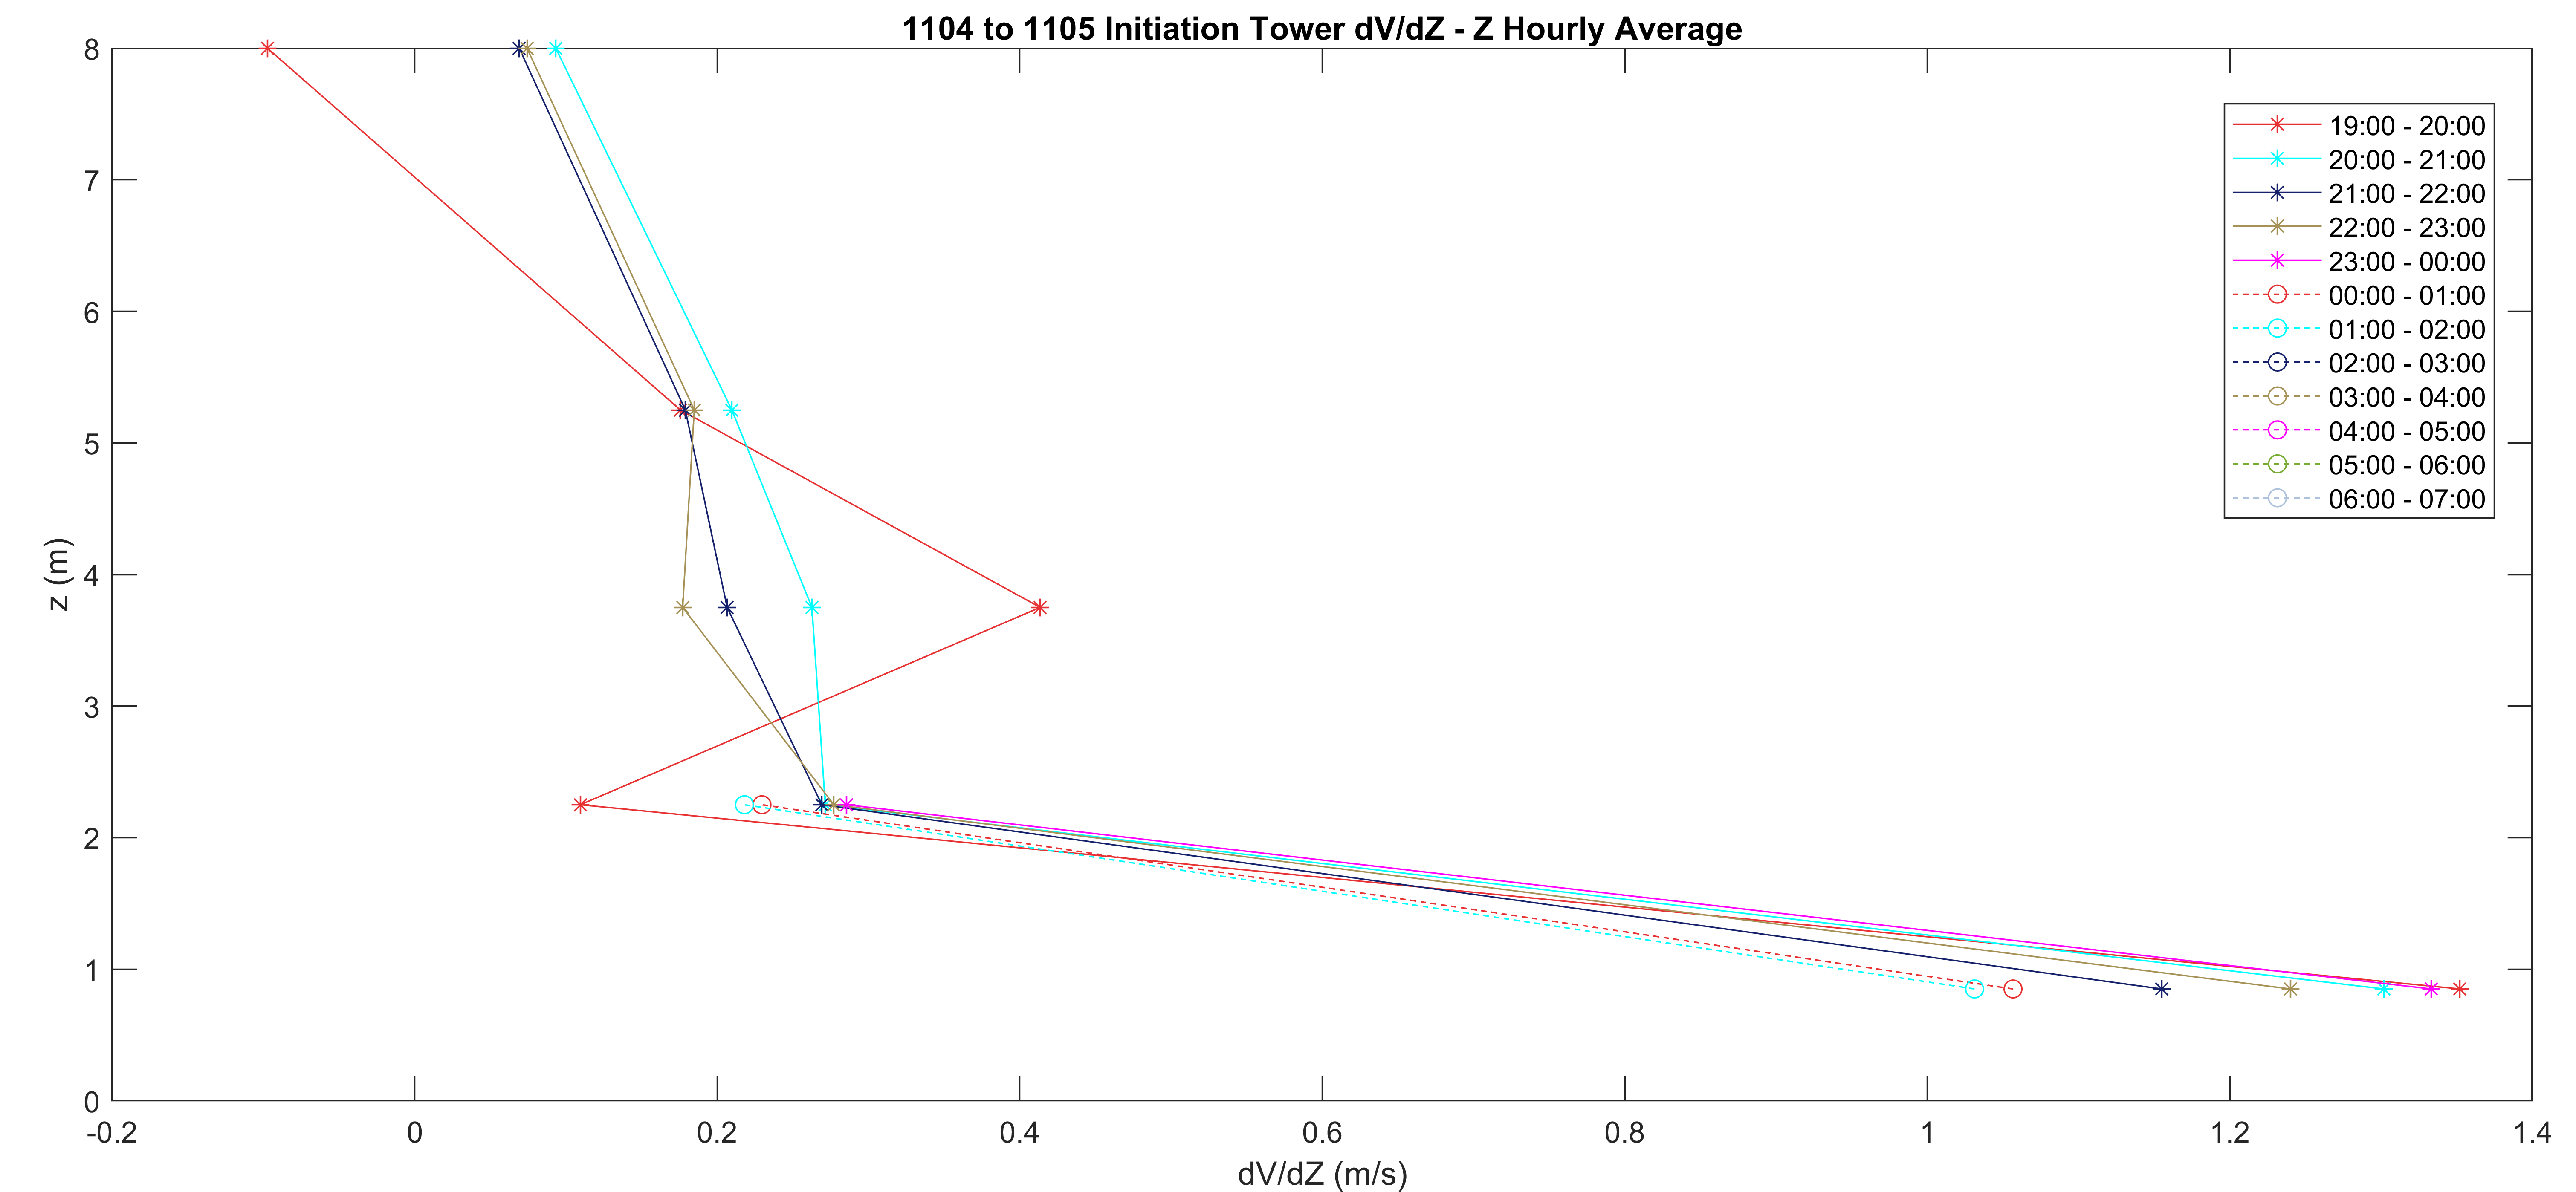 1104 to 1105 Initiation Tower dV/dZ - Z Hourly Average
8
7
6
5
4
3
2
1
0
z (m)
19:00 - 20:00
20:00 - 21:00
21:00 - 22:00
22:00 - 23:00
23:00 - 00:00
00:00 - 01:00
01:00 - 02:00
02:00 - 03:00
03:00 - 04:00
04:00 - 05:00
05:00 - 06:00
06:00 - 07:00
-0.2 0 0.2 0.4 0.6 0.8 1 1.2 1.4
dV/dZ (m/s)